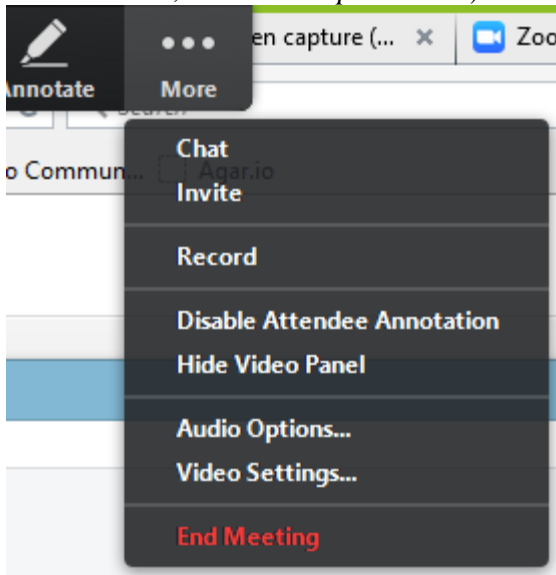 en capture (... × Zoo
Annotate More
o Commun... Agar.io
Chat
Invite
Record
Disable Attendee Annotation
Hide Video Panel
Audio Options...
Video Settings...
End Meeting